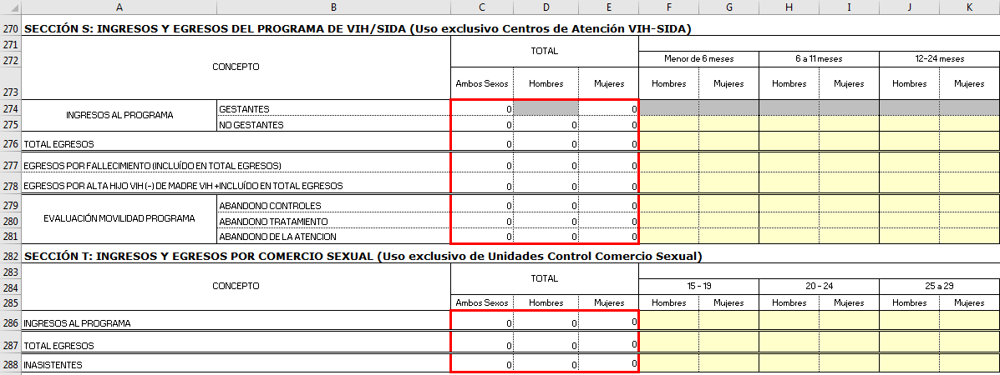 A B C D E F G H I J K
270 SECCIÓN S: INGRESOS Y EGRESOS DEL PROGRAMA DE VIH/SIDA (Uso exclusivo Centros de Atención VIH-SIDA)
271 CONCEPTO TOTAL
272 Menor de 6 meses 6 a 11 meses 12-24 meses
273 Ambos Sexos Hombres Mujeres Hombres Mujeres Hombres Mujeres Hombres Mujeres
274 INGRESOS AL PROGRAMA GESTANTES 0 0
275 NO GESTANTES 0 0 0
276 TOTAL EGRESOS 0 0 0
277 EGRESOS POR FALLECIMIENTO (INCLUÍDO EN TOTAL EGRESOS) 0 0 0
278 EGRESOS POR ALTA HIJO VIH (-) DE MADRE VIH +INCLUÍDO EN TOTAL EGRESOS 0 0 0
279 EVALUACIÓN MOVILIDAD PROGRAMA ABANDONO CONTROLES 0 0 0
280 ABANDONO TRATAMIENTO 0 0 0
281 ABANDONO DE LA ATENCION 0 0 0
282 SECCIÓN T: INGRESOS Y EGRESOS POR COMERCIO SEXUAL (Uso exclusivo de Unidades Control Comercio Sexual)
283 CONCEPTO TOTAL
284 15 - 19 20 - 24 25 a 29
285 Ambos Sexos Hombres Mujeres Hombres Mujeres Hombres Mujeres Hombres Mujeres
286 INGRESOS AL PROGRAMA 0 0 0
287 TOTAL EGRESOS 0 0 0
288 INASISTENTES 0 0 0